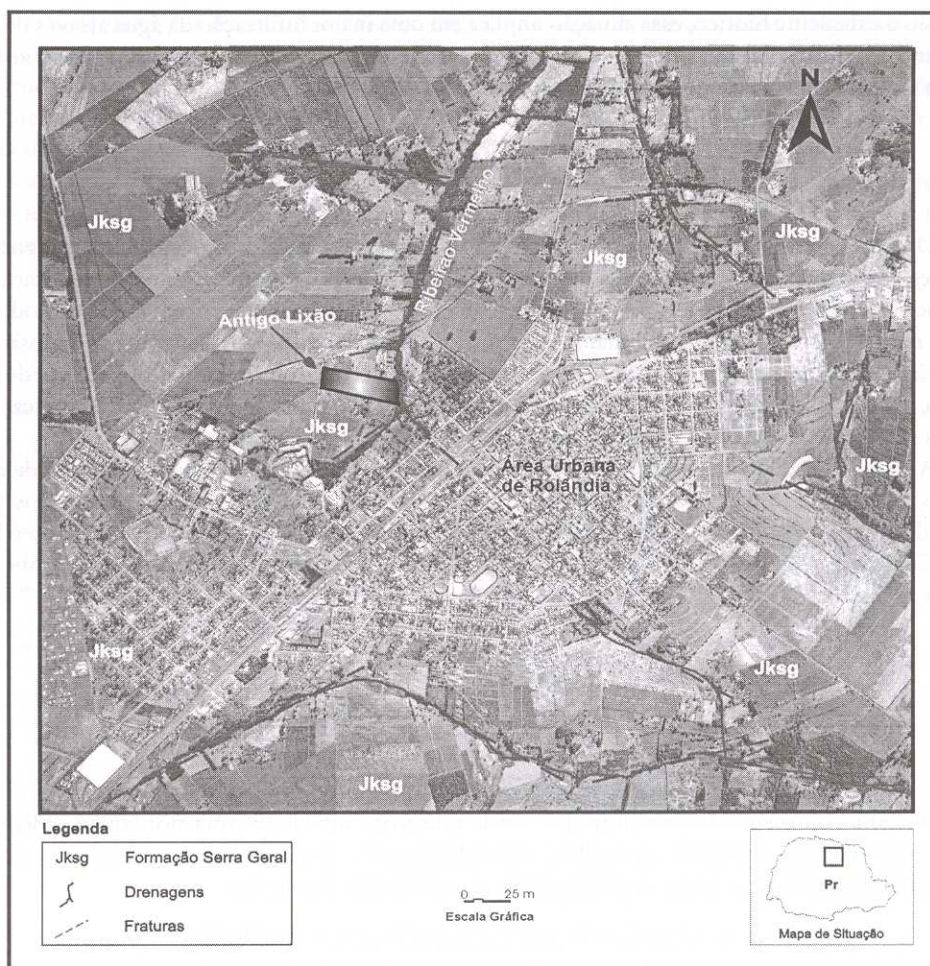 N
Jksg
Ribeirão Vermelho
Jksg
Jksg
Antigo Lixão
Jksg
Área Urbana
de Rolândia
Jksg
Jksg
Jksg
Jksg
Legenda
Jksg Formação Serra Geral
Drenagens
Fraturas
0 25 m
Escala Gráfica
Pr
Mapa de Situação